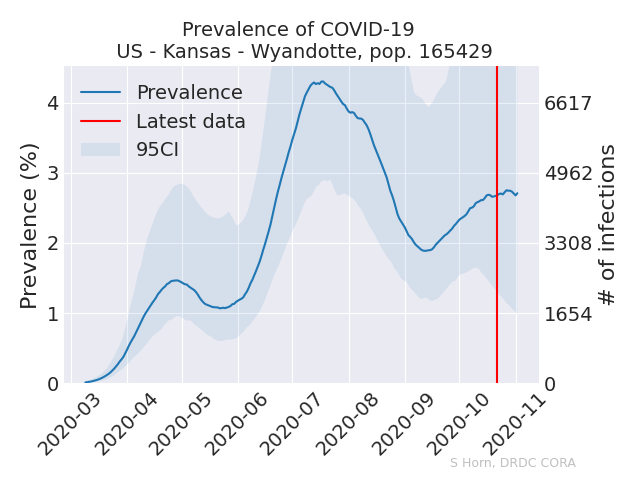 Prevalence of COVID-19
US - Kansas - Wyandotte, pop. 165429
Prevalence
Latest data
95CI
Prevalence (%)
4
3
2
1
0
6617
4962
3308
1654
0
# of infections
2020-03
2020-04
2020-05
2020-06
2020-07
2020-08
2020-09
2020-10
2020-11
S Horn, DRDC CORA